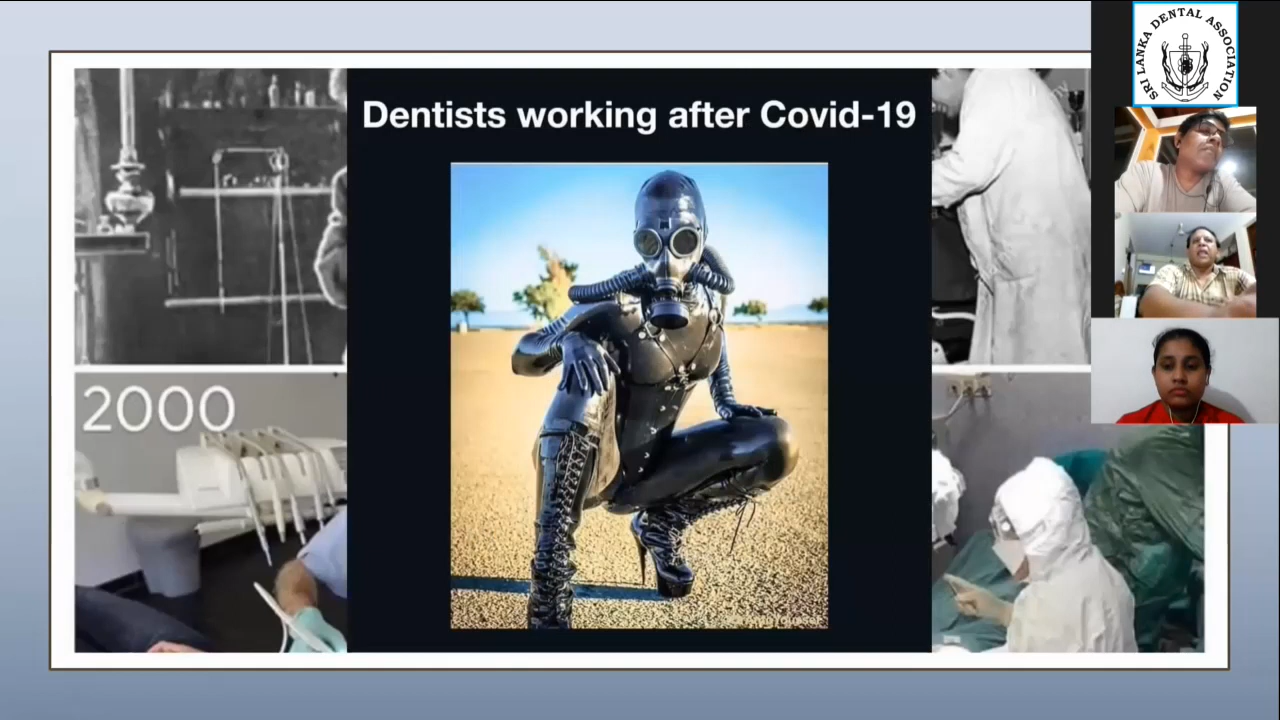 SRI LANKA DENTAL ASSOCIATION
Dentists working after Covid-19
2000